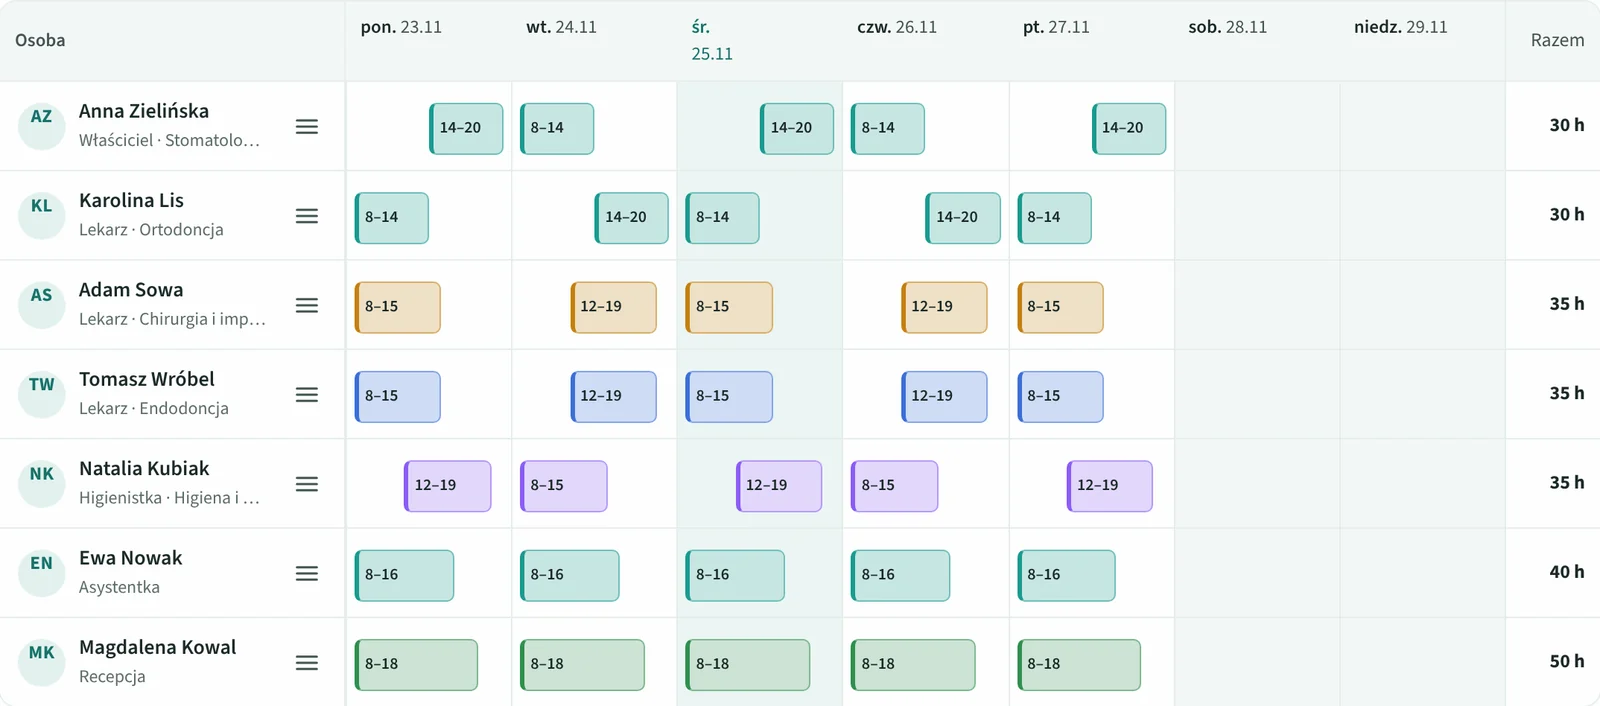 Osoba
pon. 23.11
wt. 24.11
śr.
25.11
czw. 26.11
pt. 27.11
sob. 28.11
niedz. 29.11
Razem
AZ
Anna Zielińska
Właściciel · Stomatolo…
14–20
8–14
14–20
8–14
14–20
30 h
KL
Karolina Lis
Lekarz · Ortodoncja
8–14
14–20
8–14
14–20
8–14
30 h
AS
Adam Sowa
Lekarz · Chirurgia i imp…
8–15
12–19
8–15
12–19
8–15
35 h
TW
Tomasz Wróbel
Lekarz · Endodoncja
8–15
12–19
8–15
12–19
8–15
35 h
NK
Natalia Kubiak
Higienistka · Higiena i …
12–19
8–15
12–19
8–15
12–19
35 h
EN
Ewa Nowak
Asystentka
8–16
8–16
8–16
8–16
8–16
40 h
MK
Magdalena Kowal
Recepcja
8–18
8–18
8–18
8–18
8–18
50 h